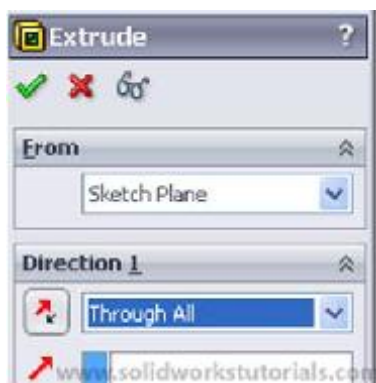 Extrude ?
From
Sketch Plane
Direction 1
Through All
www.solidworkstutorials.com